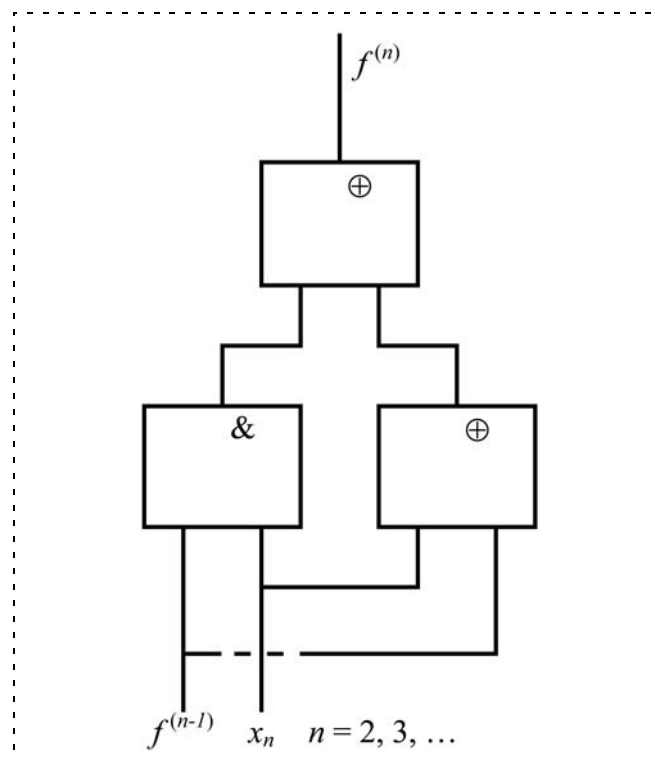 f^{(n)}
⊕
& ⊕
f^{(n-1)} x_n n = 2, 3, …